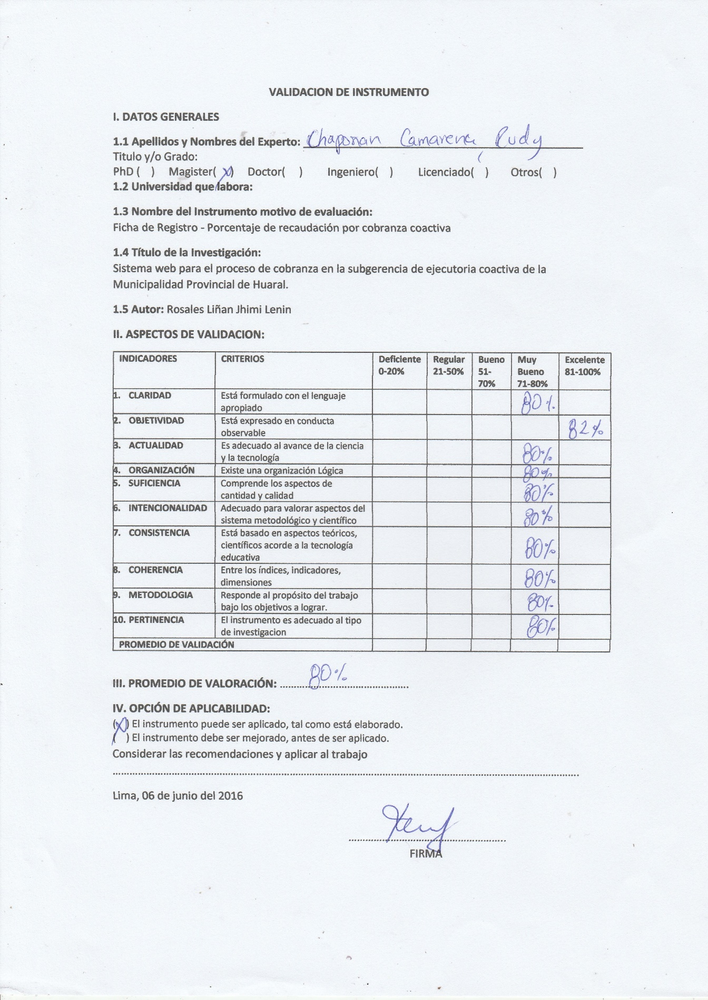 VALIDACION DE INSTRUMENTO
I. DATOS GENERALES
1.1 Apellidos y Nombres del Experto: Chaponan Camarena, Rudy
Titulo y/o Grado:
PhD ( ) Magister( X ) Doctor( ) Ingeniero( ) Licenciado( ) Otros( )
1.2 Universidad que labora:
1.3 Nombre del Instrumento motivo de evaluación:
Ficha de Registro - Porcentaje de recaudación por cobranza coactiva
1.4 Título de la Investigación:
Sistema web para el proceso de cobranza en la subgerencia de ejecutoria coactiva de la
Municipalidad Provincial de Huaral.
1.5 Autor: Rosales Liñan Jhimi Lenin
II. ASPECTOS DE VALIDACION:
INDICADORES CRITERIOS Deficiente 0-20% Regular 21-50% Bueno 51-70% Muy Bueno 71-80% Excelente 81-100%
1. CLARIDAD Está formulado con el lenguaje apropiado 80%
2. OBJETIVIDAD Está expresado en conducta observable 82%
3. ACTUALIDAD Es adecuado al avance de la ciencia y la tecnología 80%
4. ORGANIZACIÓN Existe una organización Lógica 80%
5. SUFICIENCIA Comprende los aspectos de cantidad y calidad 80%
6. INTENCIONALIDAD Adecuado para valorar aspectos del sistema metodológico y científico 80%
7. CONSISTENCIA Está basado en aspectos teóricos, científicos acorde a la tecnología educativa 80%
8. COHERENCIA Entre los índices, indicadores, dimensiones 80%
9. METODOLOGIA Responde al propósito del trabajo bajo los objetivos a lograr. 80%
10. PERTINENCIA El instrumento es adecuado al tipo de investigacion 80%
PROMEDIO DE VALIDACIÓN
III. PROMEDIO DE VALORACIÓN: 80%
IV. OPCIÓN DE APLICABILIDAD:
(X) El instrumento puede ser aplicado, tal como está elaborado.
( ) El instrumento debe ser mejorado, antes de ser aplicado.
Considerar las recomendaciones y aplicar al trabajo
Lima, 06 de junio del 2016
FIRMA